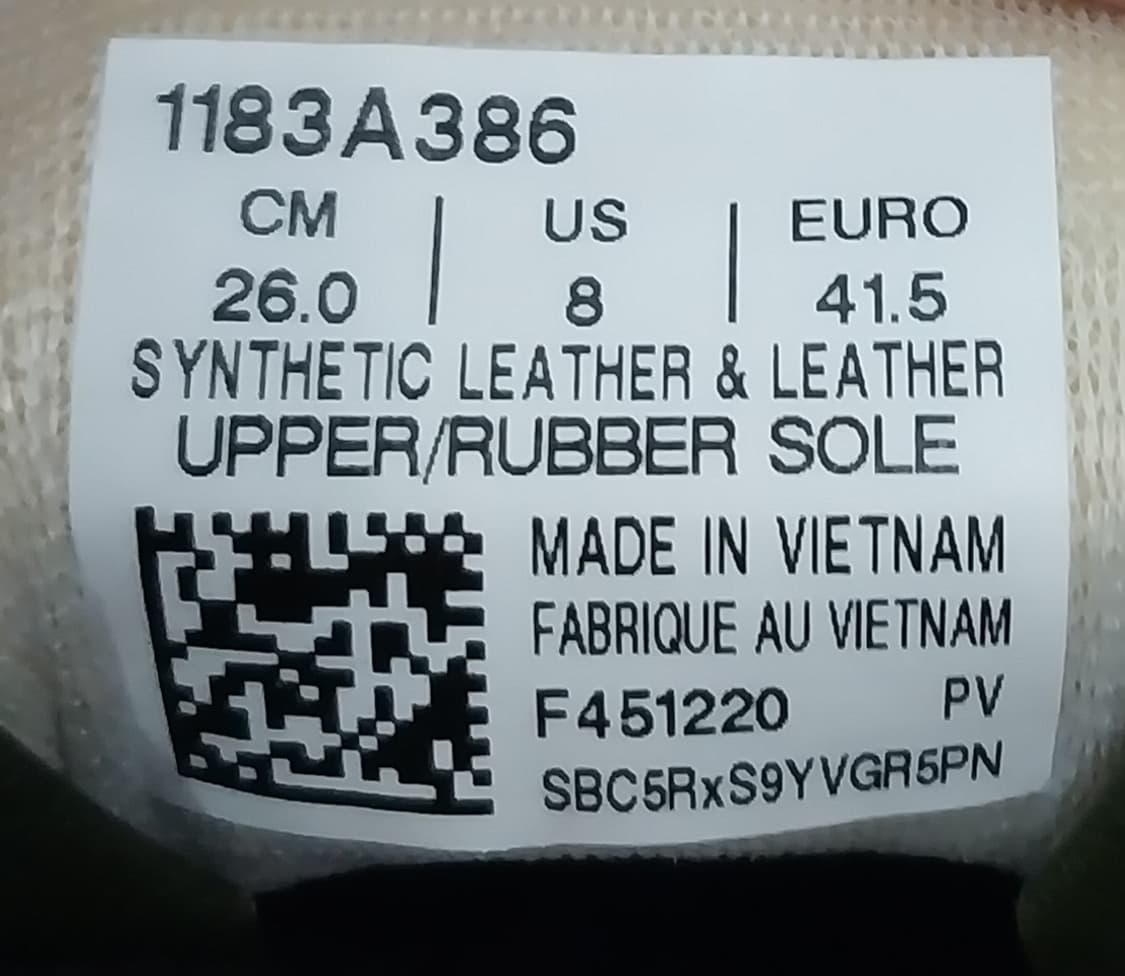 1183A386
CM | US | EURO
26.0 | 8 | 41.5
SYNTHETIC LEATHER & LEATHER
UPPER/RUBBER SOLE
MADE IN VIETNAM
FABRIQUE AU VIETNAM
F451220 PV
SBC5RxS9YVGR5PN